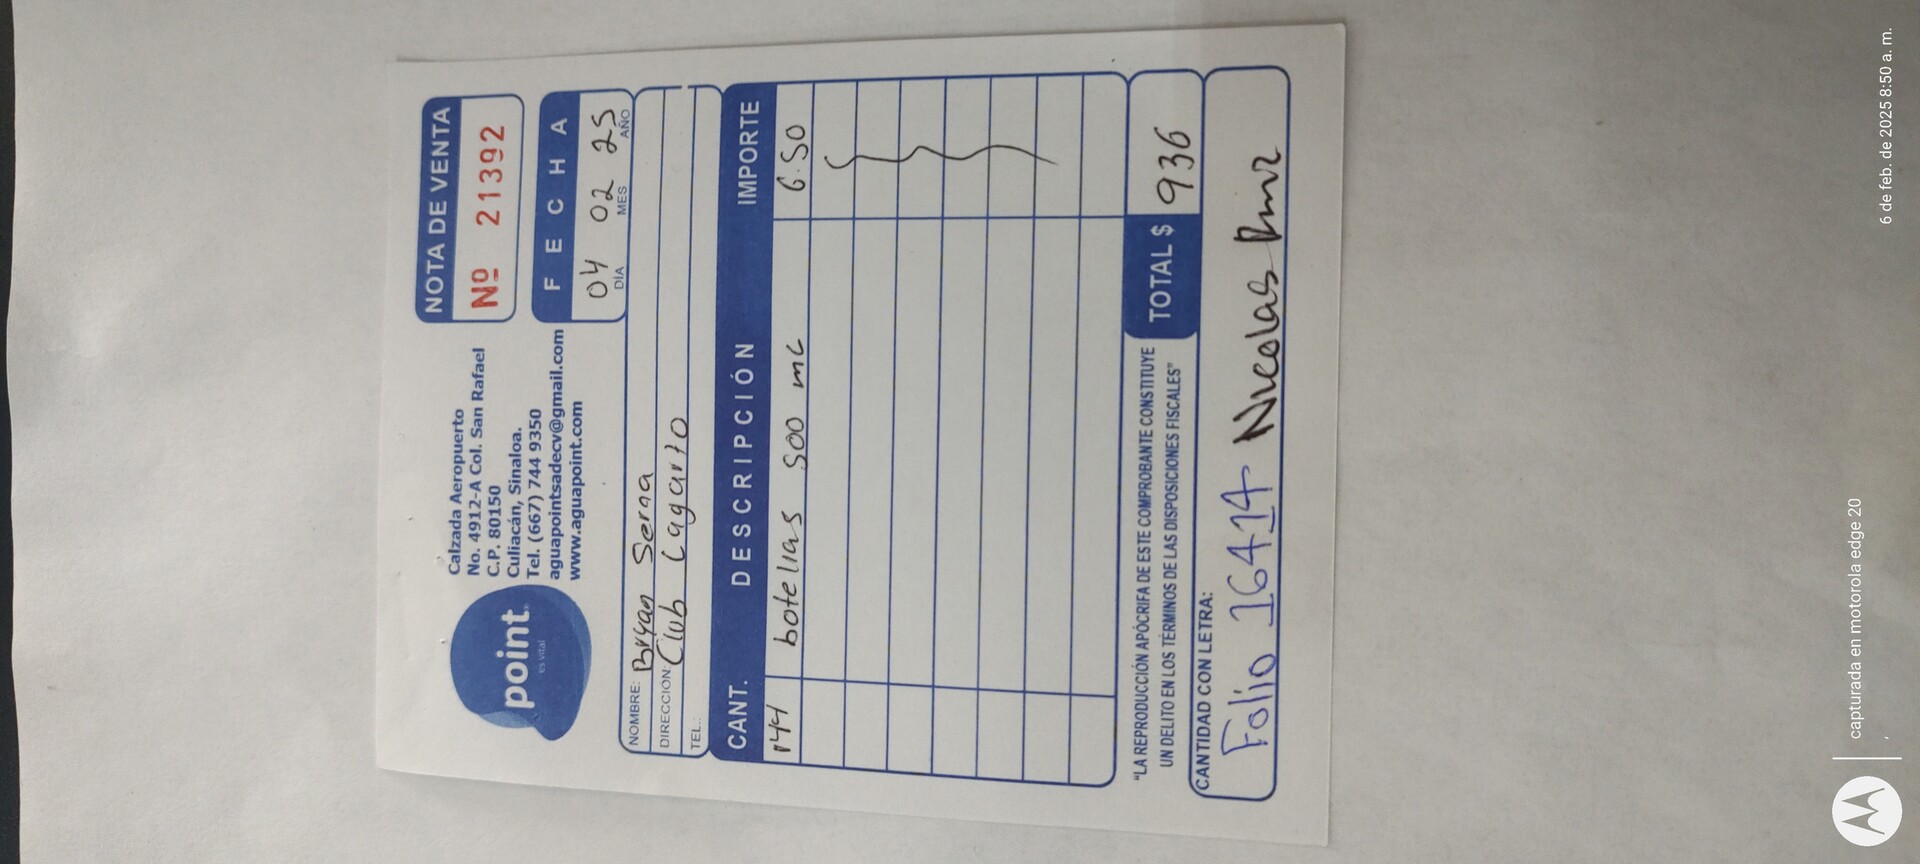 point
es vital
Calzada Aeropuerto
No. 4912-A Col. San Rafael
C.P. 80150
Culiacán, Sinaloa.
Tel. (667) 744 9350
aguapointsadecv@gmail.com
www.aguapoint.com
NOTA DE VENTA
Nº 21392
FECHA
04 02 25
DÍA MES AÑO
NOMBRE: Bryan Serna
DIRECCION: Club Lagarto
TEL.:
CANT. DESCRIPCIÓN IMPORTE
144 botellas 500 mL 6.50
"LA REPRODUCCIÓN APÓCRIFA DE ESTE COMPROBANTE CONSTITUYE
UN DELITO EN LOS TÉRMINOS DE LAS DISPOSICIONES FISCALES"
TOTAL $ 936
CANTIDAD CON LETRA:
Folio 16414 Nicolas
capturada en motorola edge 20
6 de feb. de 2025 8:50 a. m.